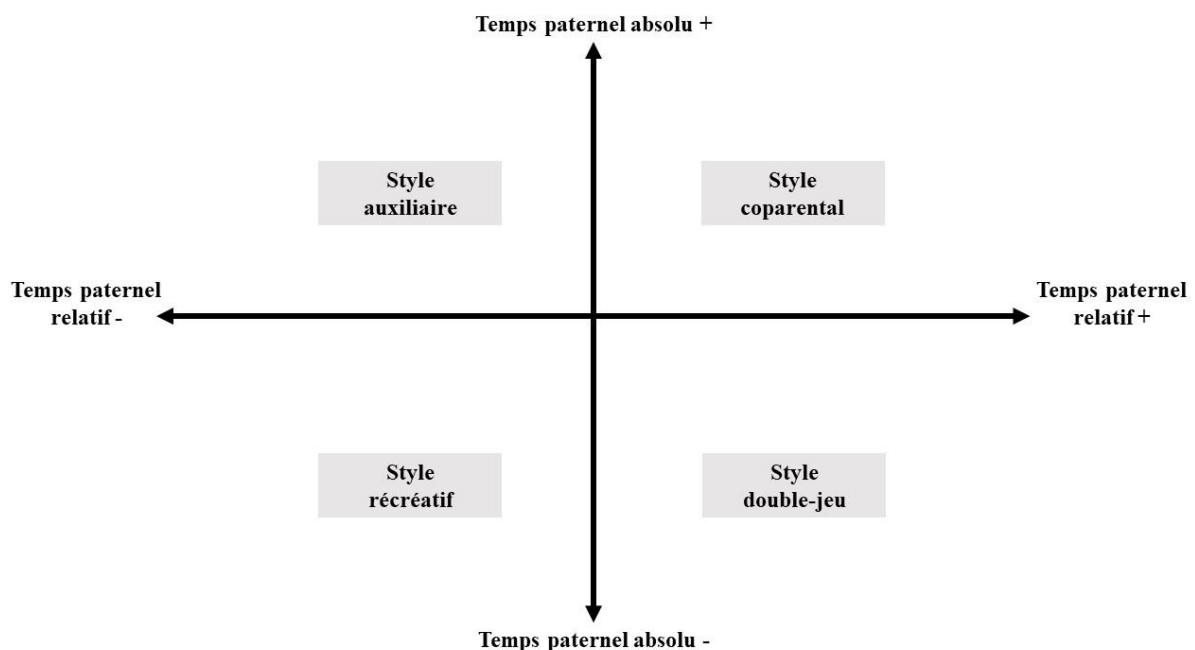 Temps paternel absolu +
Style
auxiliaire
Style
coparental
Temps paternel
relatif -
Temps paternel
relatif +
Style
récréatif
Style
double-jeu
Temps paternel absolu -